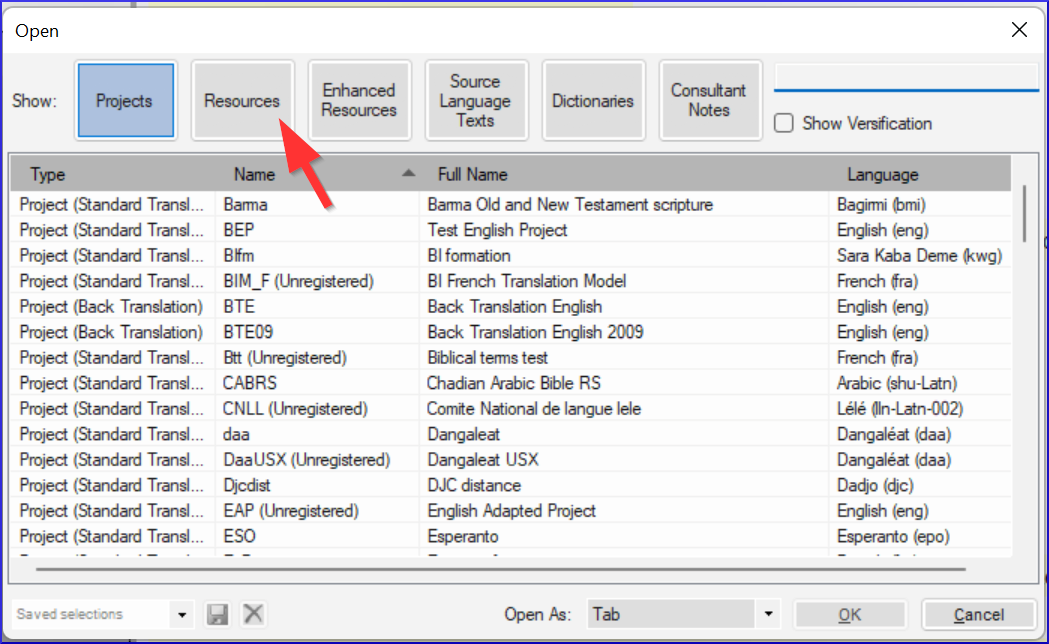 Open
Show:
Projects
Resources
Enhanced
Resources
Source
Language
Texts
Dictionaries
Consultant
Notes
Show Versification
Type Name Full Name Language
Project (Standard Transl... Barma Barma Old and New Testament scripture Bagimi (bmi)
Project (Standard Transl... BEP Test English Project English (eng)
Project (Standard Transl... BIfm BI formation Sara Kaba Deme (kwg)
Project (Standard Transl... BIM_F (Unregistered) BI French Translation Model French (fra)
Project (Back Translation) BTE Back Translation English English (eng)
Project (Back Translation) BTE09 Back Translation English 2009 English (eng)
Project (Standard Transl... Btt (Unregistered) Biblical terms test French (fra)
Project (Standard Transl... CABRS Chadian Arabic Bible RS Arabic (shu-Latn)
Project (Standard Transl... CNLL (Unregistered) Comite National de langue lele Lélé (lln-Latn-002)
Project (Standard Transl... daa Dangaleat Dangaléat (daa)
Project (Standard Transl... DaaUSX (Unregistered) Dangaleat USX Dangaléat (daa)
Project (Standard Transl... Djcdist DJC distance Dadjo (djc)
Project (Standard Transl... EAP (Unregistered) English Adapted Project English (eng)
Project (Standard Transl... ESO Esperanto Esperanto (epo)
Saved selections Open As: Tab OK Cancel